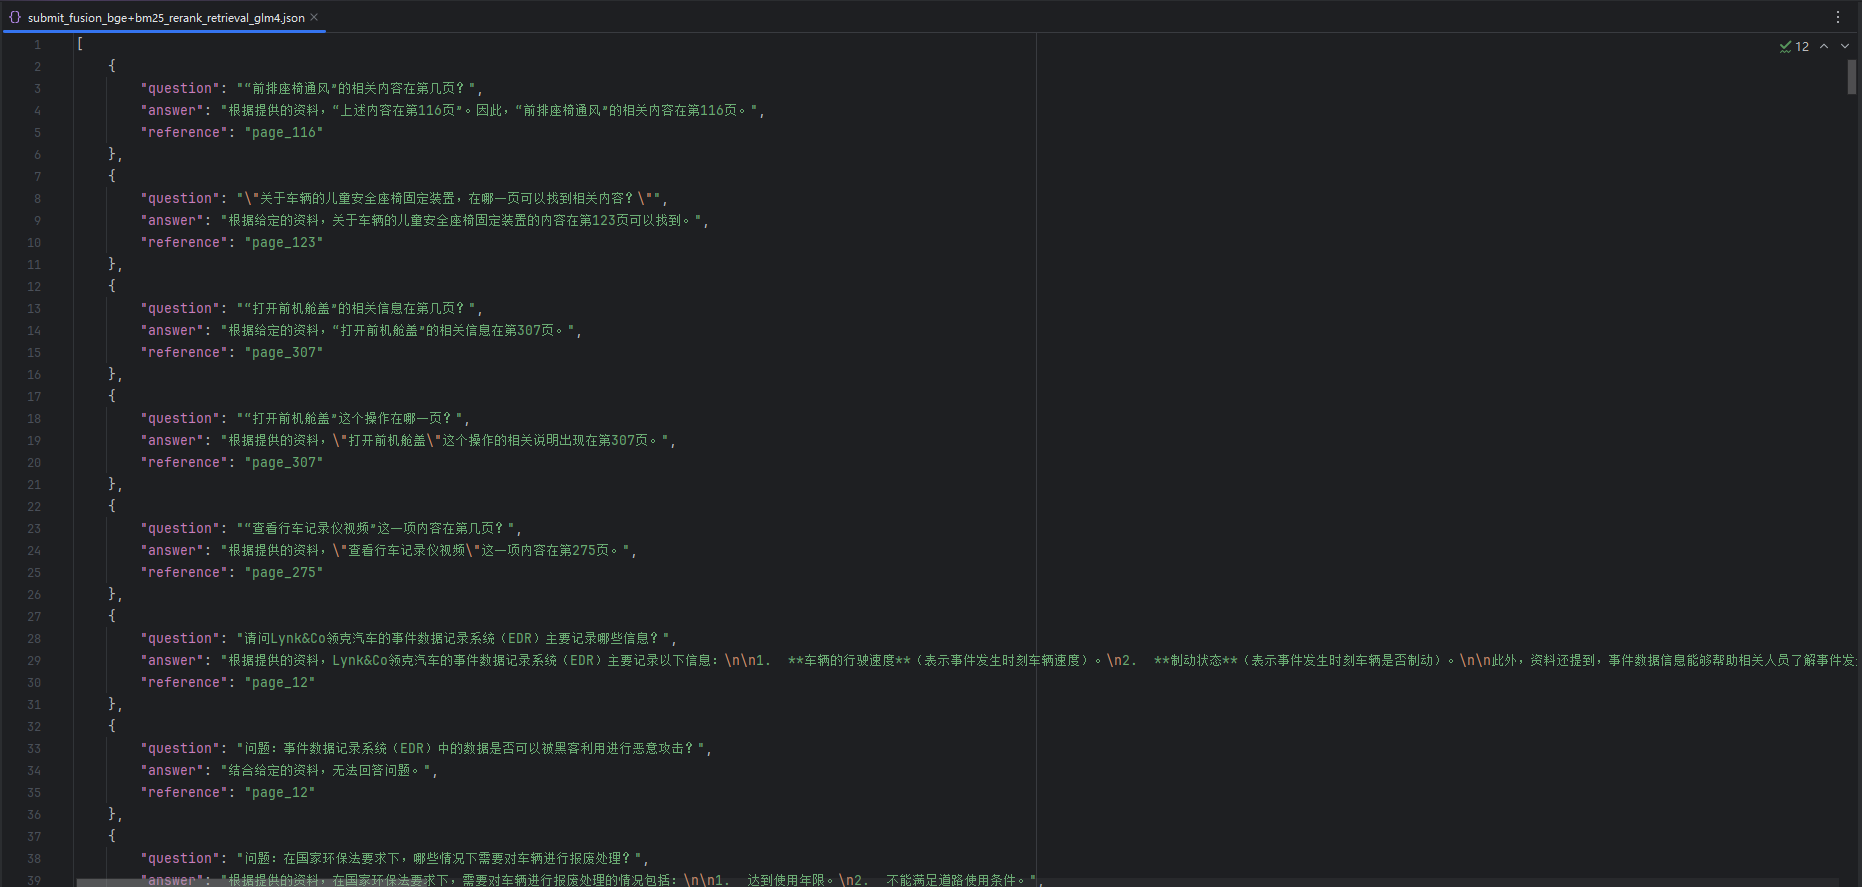 submit_fusion_bge+bm25_rerank_retrieval_glm4.json
12
1 [
2 {
3 "question": "“前排座椅通风”的相关内容在第几页？",
4 "answer": "根据提供的资料，“上述内容在第116页”。因此，“前排座椅通风”的相关内容在第116页。",
5 "reference": "page_116"
6 },
7 {
8 "question": "\"关于车辆的儿童安全座椅固定装置，在哪一页可以找到相关内容？\"",
9 "answer": "根据给定的资料，关于车辆的儿童安全座椅固定装置的内容在第123页可以找到。",
10 "reference": "page_123"
11 },
12 {
13 "question": "“打开前机舱盖”的相关信息在第几页？",
14 "answer": "根据给定的资料，“打开前机舱盖”的相关信息在第307页。",
15 "reference": "page_307"
16 },
17 {
18 "question": "“打开前机舱盖”这个操作在哪一页？",
19 "answer": "根据提供的资料，\"打开前机舱盖\"这个操作的相关说明出现在第307页。",
20 "reference": "page_307"
21 },
22 {
23 "question": "“查看行车记录仪视频”这一项内容在第几页？",
24 "answer": "根据提供的资料，\"查看行车记录仪视频\"这一项内容在第275页。",
25 "reference": "page_275"
26 },
27 {
28 "question": "请问Lynk&Co领克汽车的事件数据记录系统（EDR）主要记录哪些信息？",
29 "answer": "根据提供的资料，Lynk&Co领克汽车的事件数据记录系统（EDR）主要记录以下信息：\n\n1.  **车辆的行驶速度**（表示事件发生时刻车辆速度）。\n2.  **制动状态**（表示事件发生时刻车辆是否制动）。\n\n此外，资料还提到，事件数据信息能够帮助相关人员了解事件发
30 "reference": "page_12"
31 },
32 {
33 "question": "问题：事件数据记录系统（EDR）中的数据是否可以被黑客利用进行恶意攻击？",
34 "answer": "结合给定的资料，无法回答问题。",
35 "reference": "page_12"
36 },
37 {
38 "question": "问题：在国家环保法要求下，哪些情况下需要对车辆进行报废处理？",
39 "answer": "根据提供的资料，在国家环保法要求下，需要对车辆进行报废处理的情况包括：\n\n1.  达到使用年限。\n2.  不能满足道路使用条件。",